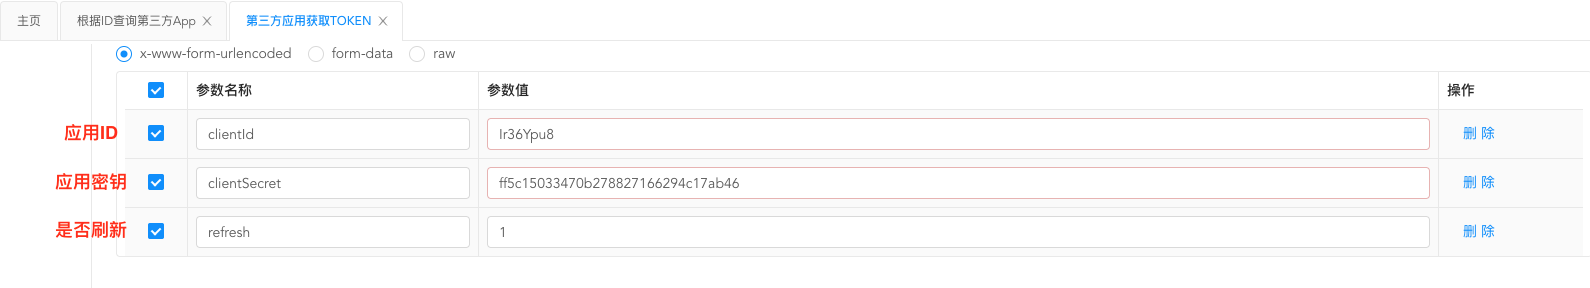 主页 根据ID查询第三方App 第三方应用获取TOKEN
x-www-form-urlencoded form-data raw
参数名称 参数值 操作
应用ID clientId Ir36Ypu8 删 除
应用密钥 clientSecret ff5c15033470b278827166294c17ab46 删 除
是否刷新 refresh 1 删 除